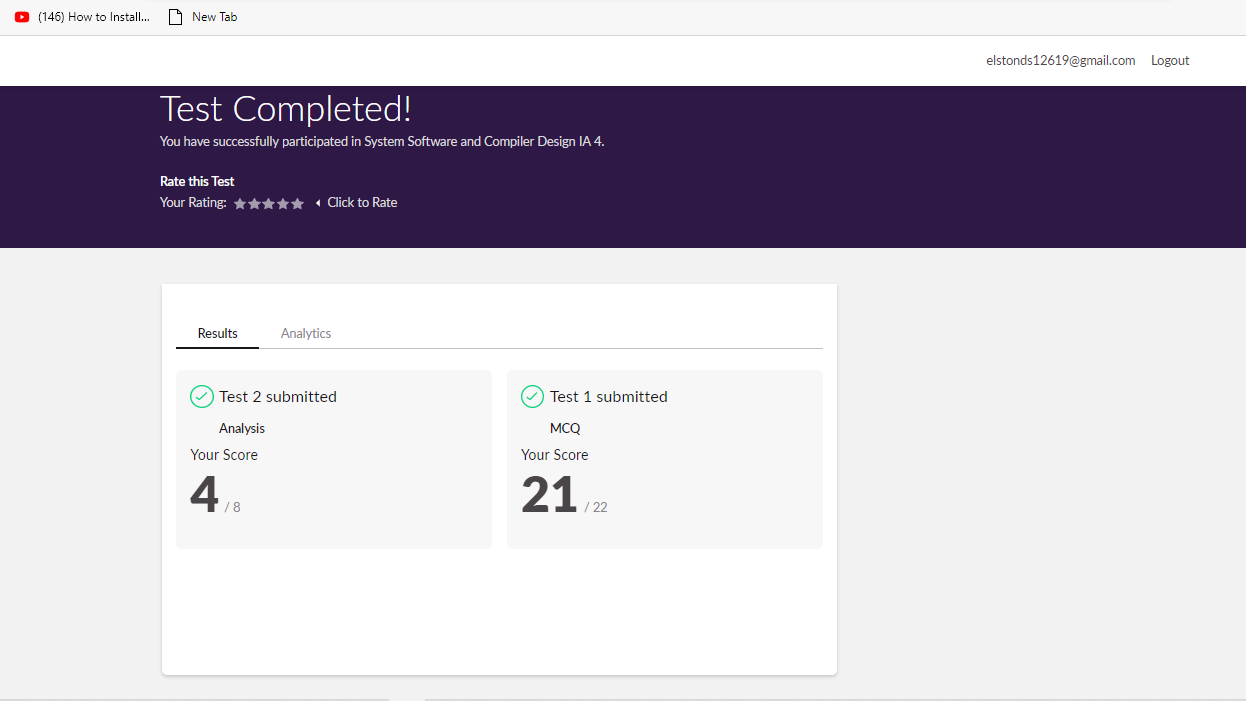 (146) How to Install...
New Tab
elstonds12619@gmail.com Logout
Test Completed!
You have successfully participated in System Software and Compiler Design IA 4.
Rate this Test
Your Rating: Click to Rate
Results Analytics
Test 2 submitted
Analysis
Your Score
4 / 8
Test 1 submitted
MCQ
Your Score
21 / 22